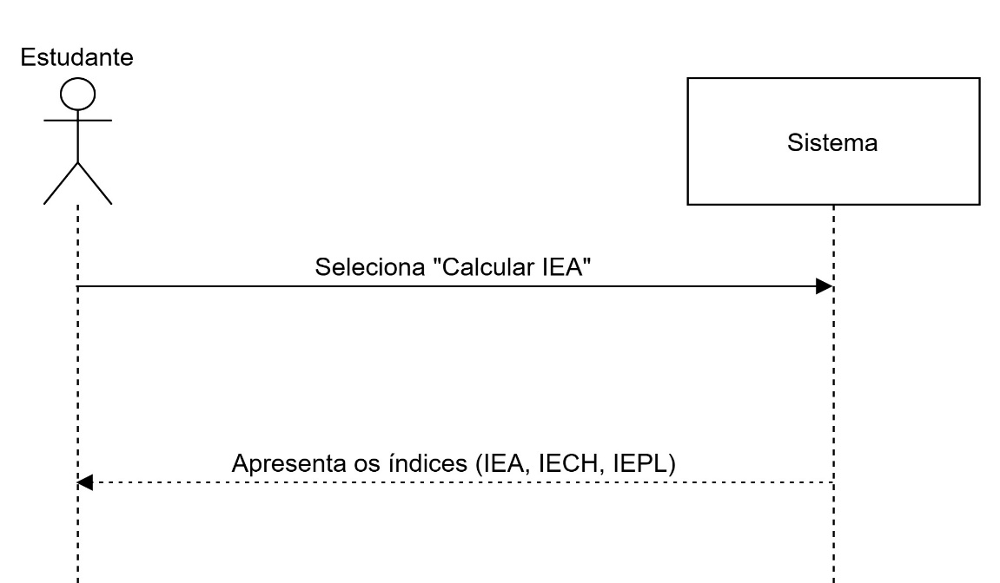 Estudante
Sistema
Seleciona "Calcular IEA"
Apresenta os índices (IEA, IECH, IEPL)